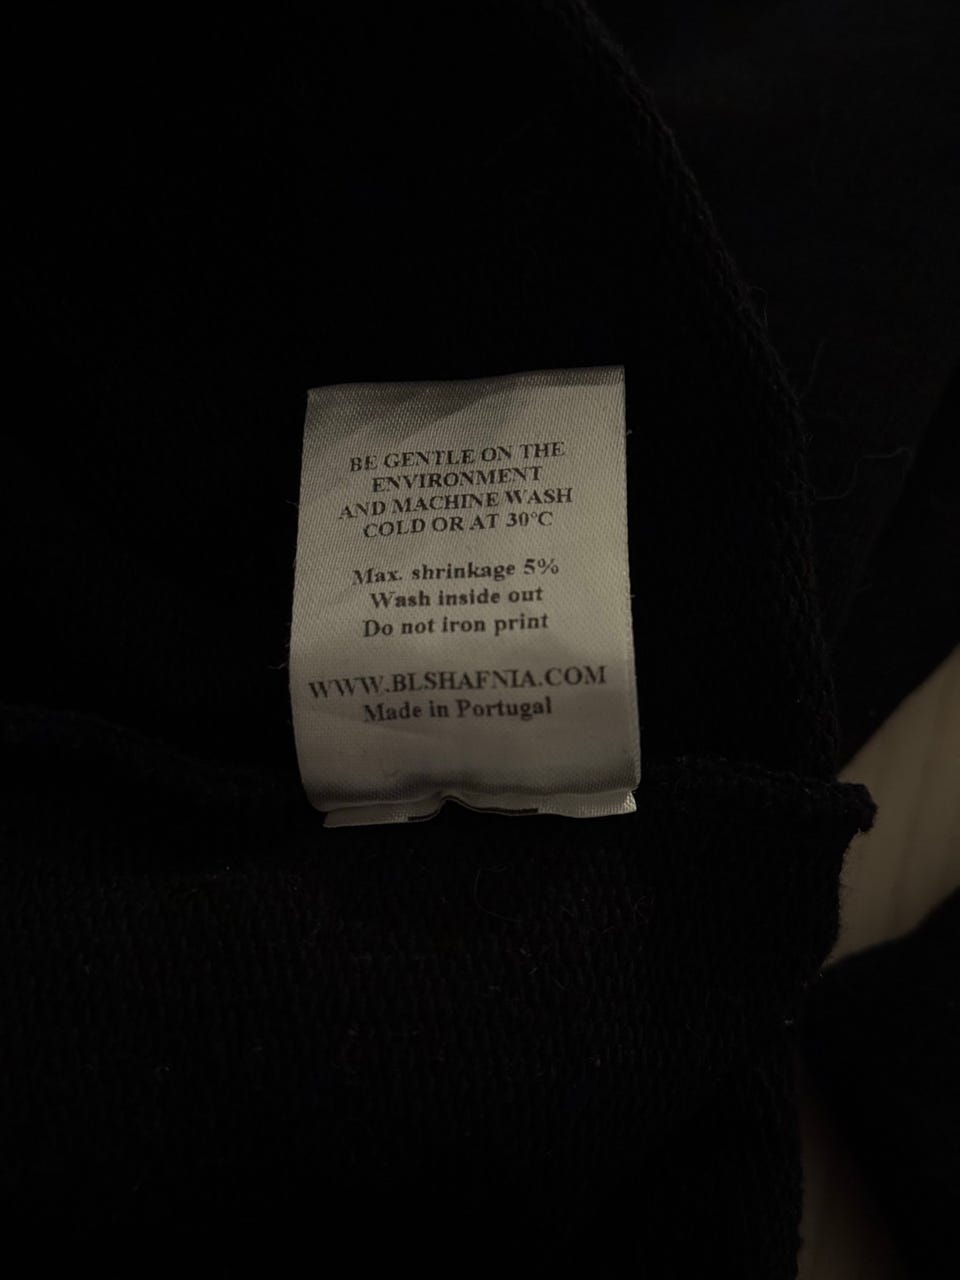 BE GENTLE ON THE
ENVIRONMENT
AND MACHINE WASH
COLD OR AT 30°C
Max. shrinkage 5%
Wash inside out
Do not iron print
WWW.BLSHAFNIA.COM
Made in Portugal